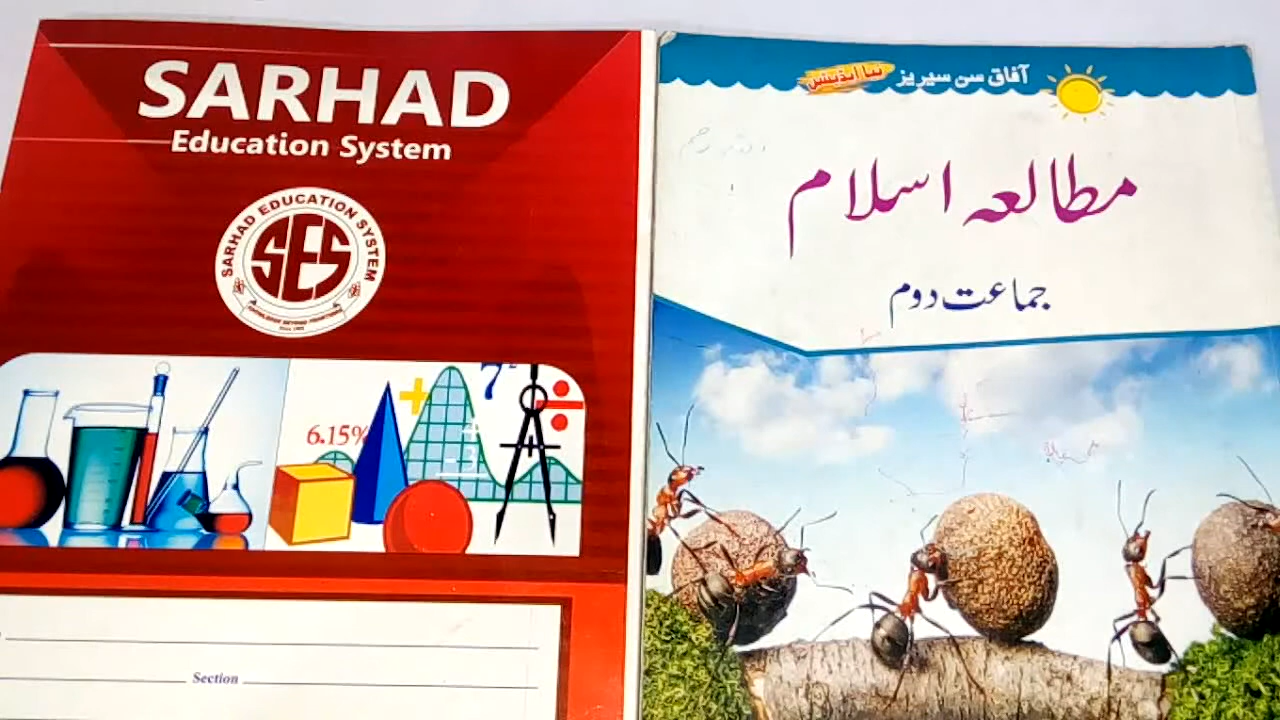 SARHAD
Education System
SARHAD EDUCATION SYSTEM
SES
6.15%
7²
Section
آفاق سن سیریز نیا ایڈیشن
مطالعہ اسلام
جماعت دوم